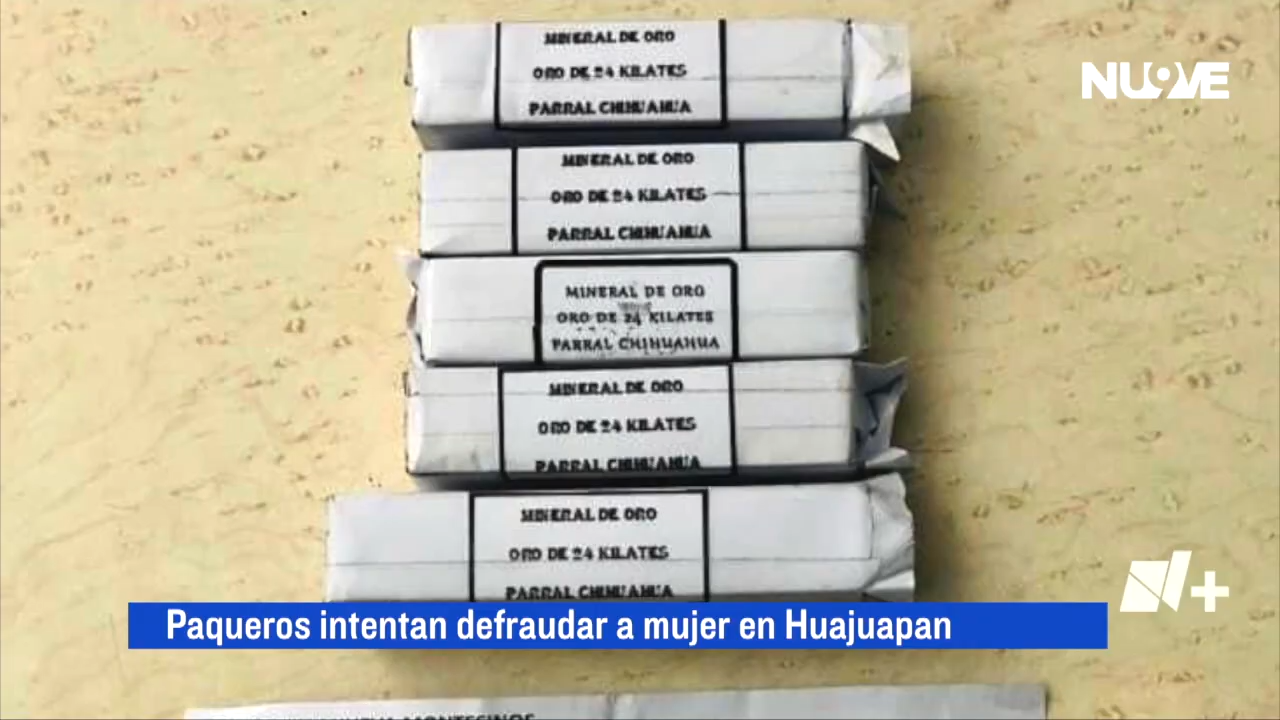 MINERAL DE ORO
ORO DE 24 KILATES
PARRAL CHIHUAHUA
NU9VE
MINERAL DE ORO
ORO DE 24 KILATES
PARRAL CHIHUAHUA
MINERAL DE ORO
ORO DE 24 KILATES
PARRAL CHIHUAHUA
MINERAL DE ORO
ORO DE 24 KILATES
PARRAL CHIHUAHUA
MINERAL DE ORO
ORO DE 24 KILATES
PARRAL CHIHUAHUA
N+
Paqueros intentan defraudar a mujer en Huajuapan
MONTESINOS